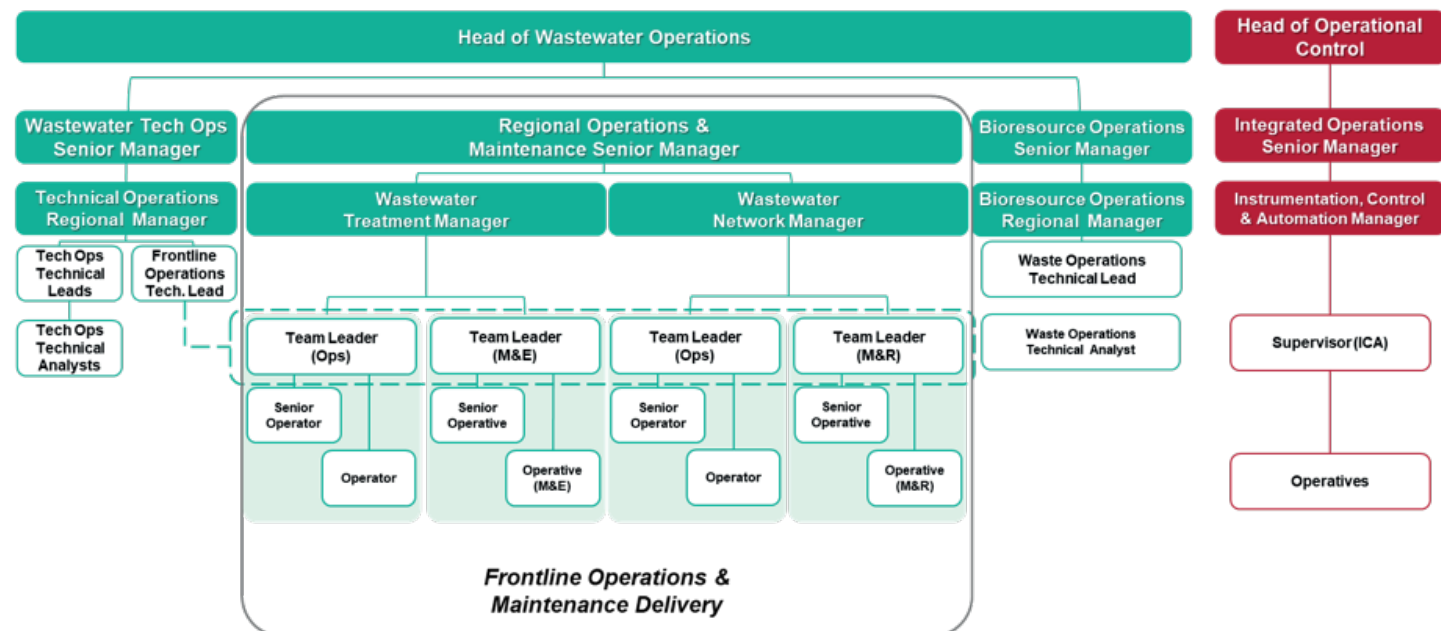 Head of Wastewater Operations
Head of Operational
Control
Wastewater Tech Ops
Senior Manager
Regional Operations &
Maintenance Senior Manager
Bioresource Operations
Senior Manager
Integrated Operations
Senior Manager
Technical Operations
Regional Manager
Wastewater
Treatment Manager
Wastewater
Network Manager
Bioresource Operations
Regional Manager
Instrumentation, Control
& Automation Manager
Tech Ops
Technical
Leads
Frontline
Operations
Tech. Lead
Waste Operations
Technical Lead
Tech Ops
Technical
Analysts
Team Leader
(Ops)
Team Leader
(M&E)
Team Leader
(Ops)
Team Leader
(M&R)
Waste Operations
Technical Analyst
Supervisor (ICA)
Senior
Operator
Senior
Operative
Senior
Operator
Senior
Operative
Operator
Operative
(M&E)
Operator
Operative
(M&R)
Operatives
Frontline Operations &
Maintenance Delivery